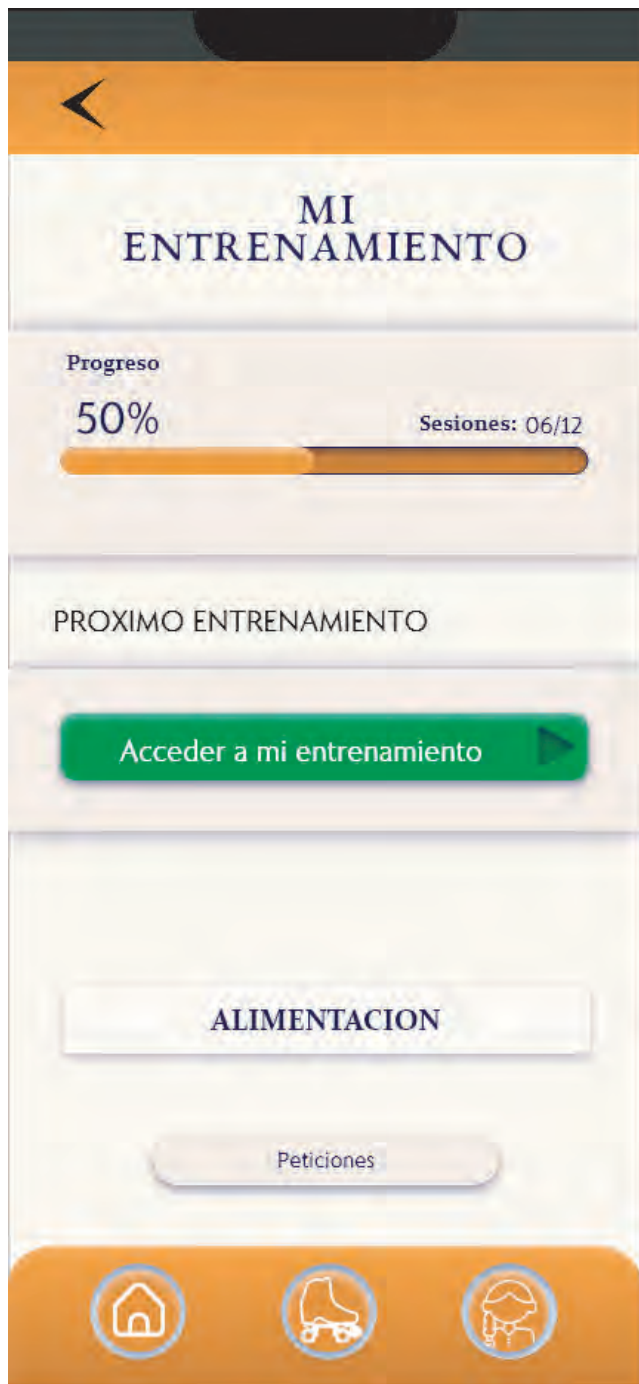 MI
ENTRENAMIENTO
Progreso
50%
Sesiones: 06/12
PROXIMO ENTRENAMIENTO
Acceder a mi entrenamiento
ALIMENTACION
Peticiones